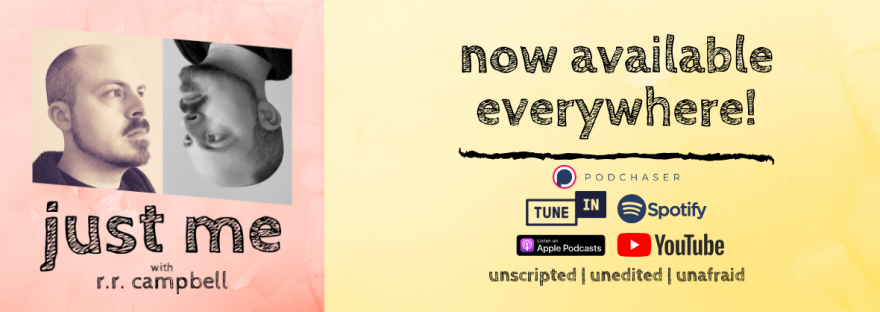 just me
with
r.r. campbell
now available
everywhere!
PODCHASER
TUNE IN
Spotify
Listen on
Apple Podcasts
YouTube
unscripted | unedited | unafraid